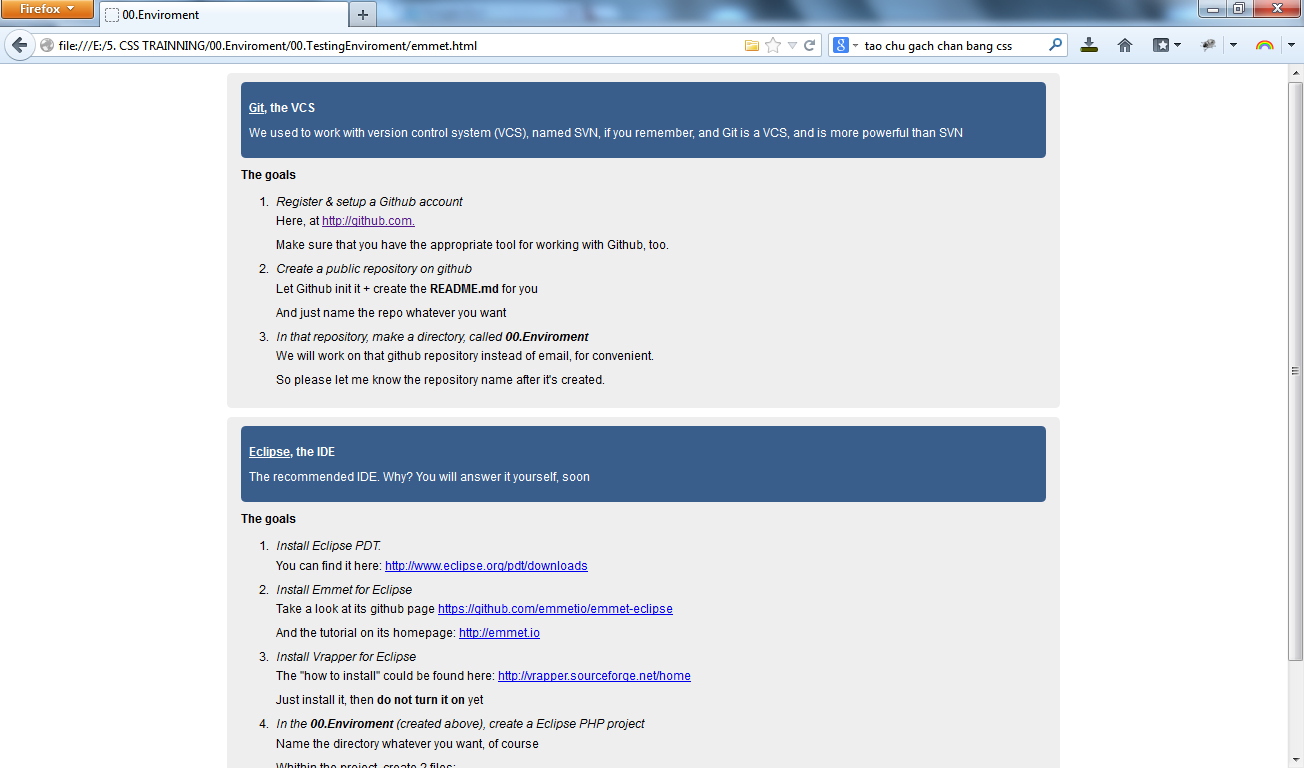 Firefox
00.Enviroment
file:///E:/5. CSS TRAINNING/00.Enviroment/00.TestingEnviroment/emmet.html
8
tao chu gach chan bang css
Git, the VCS
We used to work with version control system (VCS), named SVN, if you remember, and Git is a VCS, and is more powerful than SVN
The goals
1. Register & setup a Github account
Here, at http://github.com.
Make sure that you have the appropriate tool for working with Github, too.
2. Create a public repository on github
Let Github init it + create the README.md for you
And just name the repo whatever you want
3. In that repository, make a directory, called 00.Enviroment
We will work on that github repository instead of email, for convenient.
So please let me know the repository name after it's created.
Eclipse, the IDE
The recommended IDE. Why? You will answer it yourself, soon
The goals
1. Install Eclipse PDT.
You can find it here: http://www.eclipse.org/pdt/downloads
2. Install Emmet for Eclipse
Take a look at its github page https://github.com/emmetio/emmet-eclipse
And the tutorial on its homepage: http://emmet.io
3. Install Vrapper for Eclipse
The "how to install" could be found here: http://vrapper.sourceforge.net/home
Just install it, then do not turn it on yet
4. In the 00.Enviroment (created above), create a Eclipse PHP project
Name the directory whatever you want, of course
Whithin the project, create 2 files: